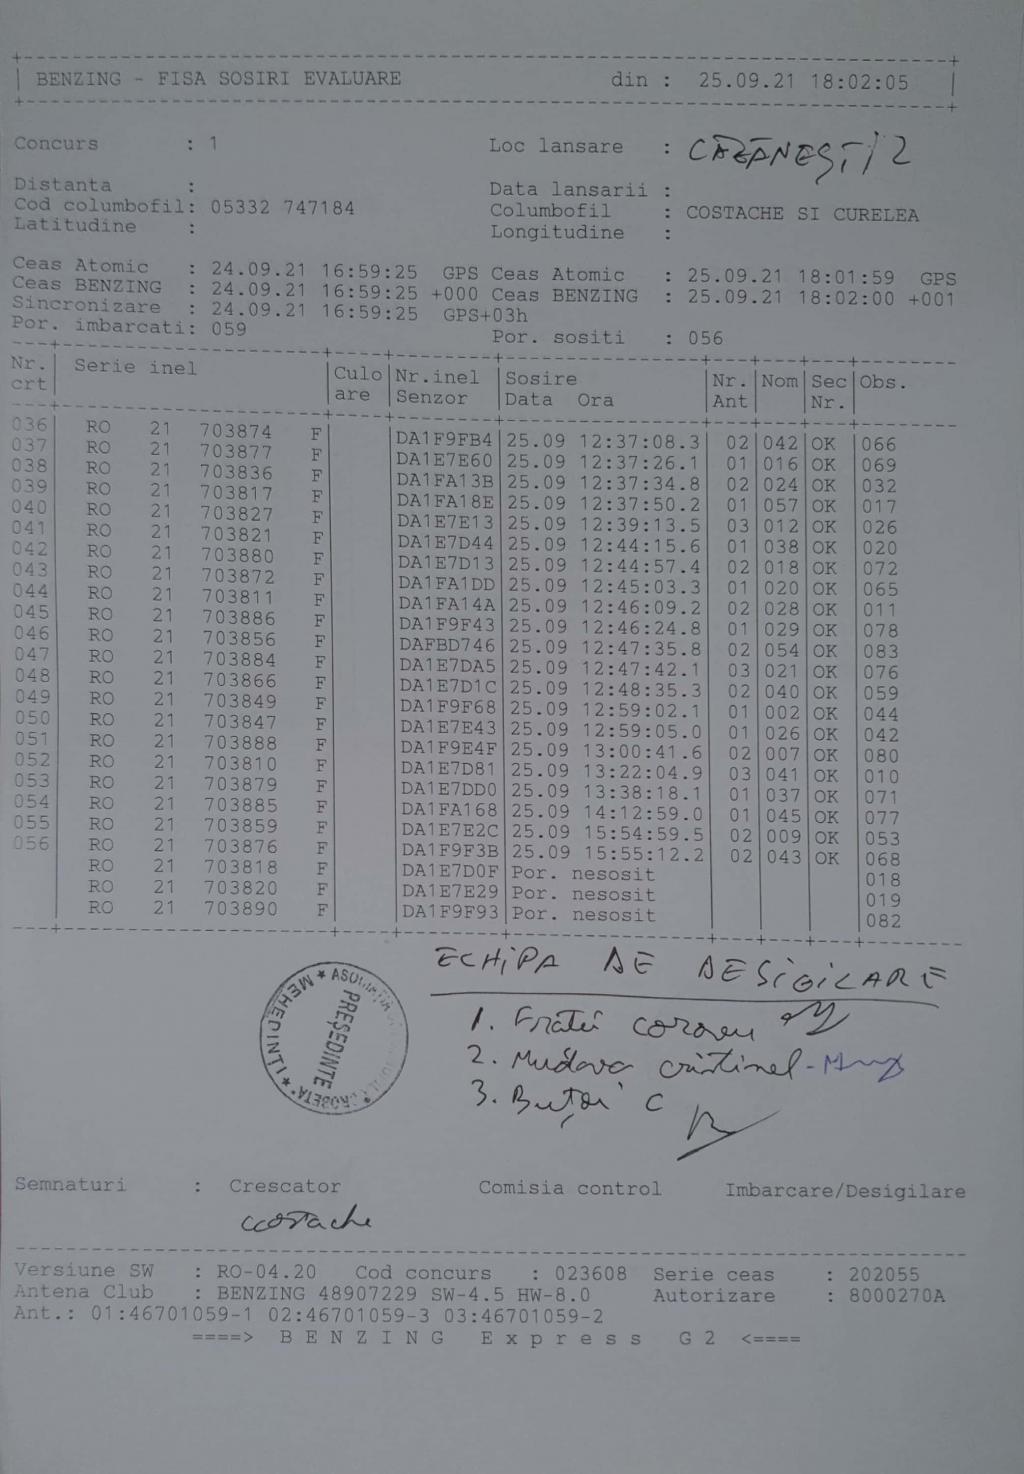 BENZING - FISA SOSIRI EVALUARE din : 25.09.21 18:02:05
Concurs : 1 Loc lansare : CĂZĂNEȘTI 2
Distanta : Data lansarii :
Cod columbofil: 05332 747184 Columbofil : COSTACHE SI CURELEA
Latitudine : Longitudine :
Ceas Atomic : 24.09.21 16:59:25 GPS Ceas Atomic : 25.09.21 18:01:59 GPS
Ceas BENZING : 24.09.21 16:59:25 +000 Ceas BENZING : 25.09.21 18:02:00 +001
Sincronizare : 24.09.21 16:59:25 GPS+03h
Por. imbarcati: 059 Por. sositi : 056
Nr. Serie inel Culo Nr.inel Sosire Nr. Nom Sec Obs.
crt are Senzor Data Ora Ant Nr.
036 RO 21 703874 F DA1F9FB4 25.09 12:37:08.3 02 042 OK 066
037 RO 21 703877 F DA1E7E60 25.09 12:37:26.1 01 016 OK 069
038 RO 21 703836 F DA1FA13B 25.09 12:37:34.8 02 024 OK 032
039 RO 21 703817 F DA1FA18E 25.09 12:37:50.2 01 057 OK 017
040 RO 21 703827 F DA1E7E13 25.09 12:39:13.5 03 012 OK 026
041 RO 21 703821 F DA1E7D44 25.09 12:44:15.6 01 038 OK 020
042 RO 21 703880 F DA1E7D13 25.09 12:44:57.4 02 018 OK 072
043 RO 21 703872 F DA1FA1DD 25.09 12:45:03.3 01 020 OK 065
044 RO 21 703811 F DA1FA14A 25.09 12:46:09.2 02 028 OK 011
045 RO 21 703886 F DA1F9F43 25.09 12:46:24.8 01 029 OK 078
046 RO 21 703856 F DAFBD746 25.09 12:47:35.8 02 054 OK 083
047 RO 21 703884 F DA1E7DA5 25.09 12:47:42.1 03 021 OK 076
048 RO 21 703866 F DA1E7D1C 25.09 12:48:35.3 02 040 OK 059
049 RO 21 703849 F DA1F9F68 25.09 12:59:02.1 01 002 OK 044
050 RO 21 703847 F DA1E7E43 25.09 12:59:05.0 01 026 OK 042
051 RO 21 703888 F DA1F9E4F 25.09 13:00:41.6 02 007 OK 080
052 RO 21 703810 F DA1E7D81 25.09 13:22:04.9 03 041 OK 010
053 RO 21 703879 F DA1E7DD0 25.09 13:38:18.1 01 037 OK 071
054 RO 21 703885 F DA1FA168 25.09 14:12:59.0 01 045 OK 077
055 RO 21 703859 F DA1E7E2C 25.09 15:54:59.5 02 009 OK 053
056 RO 21 703876 F DA1F9F3B 25.09 15:55:12.2 02 043 OK 068
RO 21 703818 F DA1E7D0F Por. nesosit 018
RO 21 703820 F DA1E7E29 Por. nesosit 019
RO 21 703890 F DA1F9F93 Por. nesosit 082
ECHIPA DE DESIGILARE
1. Frații
2. cristinel
3. Buțoi C
PREȘEDINTE
MEHEDINȚI
Semnaturi : Crescator Comisia control Imbarcare/Desigilare
costache
Versiune SW : RO-04.20 Cod concurs : 023608 Serie ceas : 202055
Antena Club : BENZING 48907229 SW-4.5 HW-8.0 Autorizare : 8000270A
Ant.: 01:46701059-1 02:46701059-3 03:46701059-2
====> BENZING Express G2 <====